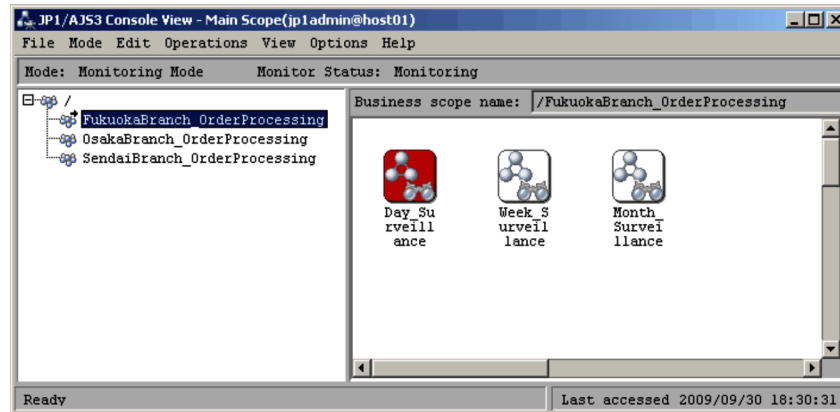 JP1/AJS3 Console View - Main Scope(jp1admin@host01)
File Mode Edit Operations View Options Help
Mode: Monitoring Mode Monitor Status: Monitoring
/
FukuokaBranch_OrderProcessing
OsakaBranch_OrderProcessing
SendaiBranch_OrderProcessing
Business scope name: /FukuokaBranch_OrderProcessing
Day_Su
rveill
ance
Week_S
urveil
lance
Month_
Survei
llance
Ready
Last accessed 2009/09/30 18:30:31